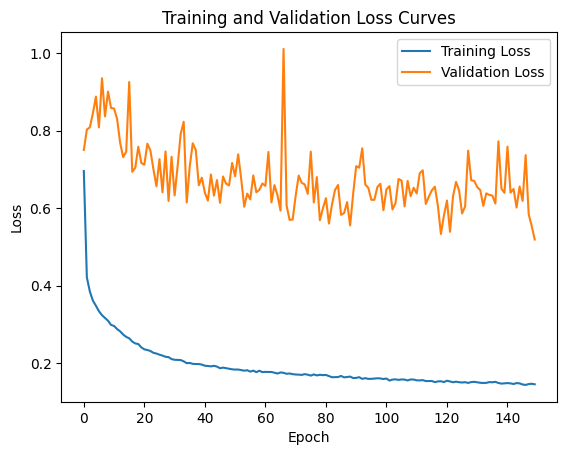 Training and Validation Loss Curves
Training Loss
Validation Loss
1.0
0.8
0.6
0.4
0.2
Loss
0
20
40
60
80
100
120
140
Epoch